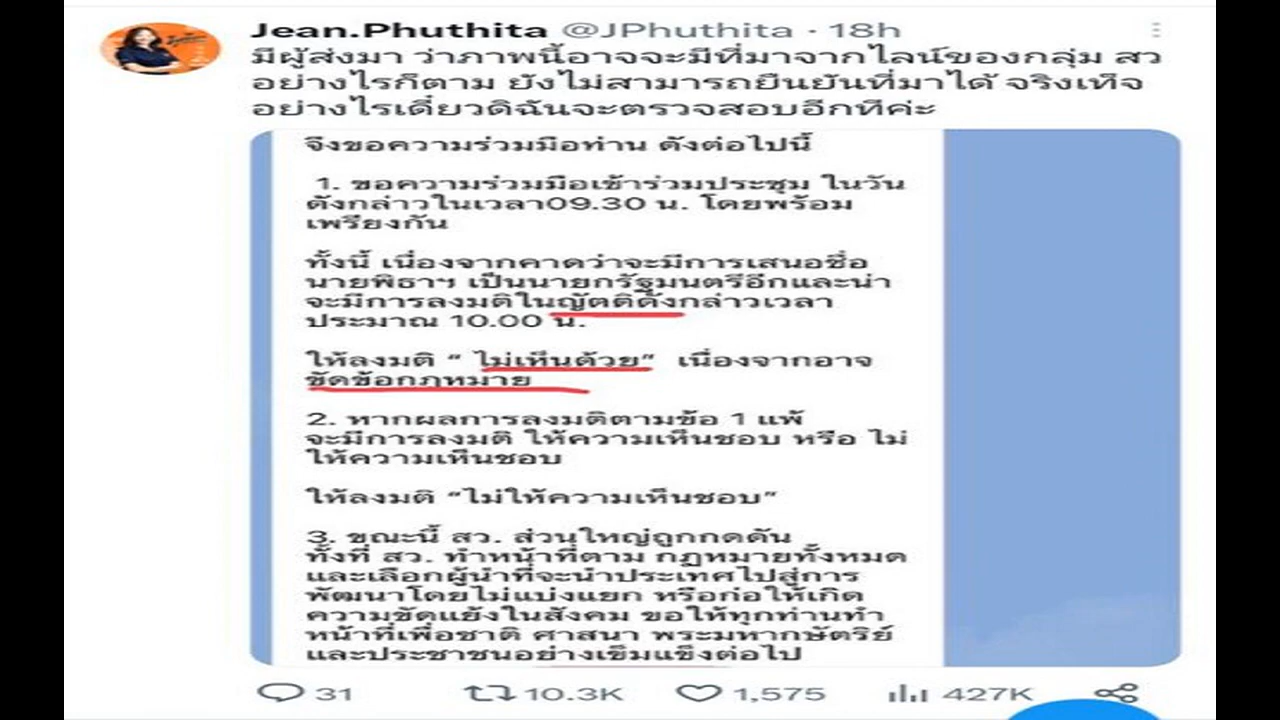 Jean.Phuthita @JPhuthita · 18h
มีผู้ส่งมา ว่าภาพนี้อาจจะมีที่มาจากไลน์ของกลุ่ม สว
อย่างไรก็ตาม ยังไม่สามารถยืนยันที่มาได้ จริงเท็จ
อย่างไรเดี๋ยวดิฉันจะตรวจสอบอีกทีค่ะ
จึงขอความร่วมมือท่าน ดังต่อไปนี้
1. ขอความร่วมมือเข้าร่วมประชุม ในวัน
ดังกล่าวในเวลา09.30 น. โดยพร้อม
เพรียงกัน
ทั้งนี้ เนื่องจากคาดว่าจะมีการเสนอชื่อ
นายพิธาฯ เป็นนายกรัฐมนตรีอีกและน่า
จะมีการลงมติในญัตติดังกล่าวเวลา
ประมาณ 10.00 น.
ให้ลงมติ “ ไม่เห็นด้วย” เนื่องจากอาจ
ขัดข้อกฎหมาย
2. หากผลการลงมติตามข้อ 1 แพ้
จะมีการลงมติ ให้ความเห็นชอบ หรือ ไม่
ให้ความเห็นชอบ
ให้ลงมติ “ไม่ให้ความเห็นชอบ”
3. ขณะนี้ สว. ส่วนใหญ่ถูกกดดัน
ทั้งที่ สว. ทำหน้าที่ตาม กฎหมายทั้งหมด
และเลือกผู้นำที่จะนำประเทศไปสู่การ
พัฒนาโดยไม่แบ่งแยก หรือก่อให้เกิด
ความขัดแย้งในสังคม ขอให้ทุกท่านทำ
หน้าที่เพื่อชาติ ศาสนา พระมหากษัตริย์
และประชาชนอย่างเข้มแข็งต่อไป
31 10.3K 1,575 427K